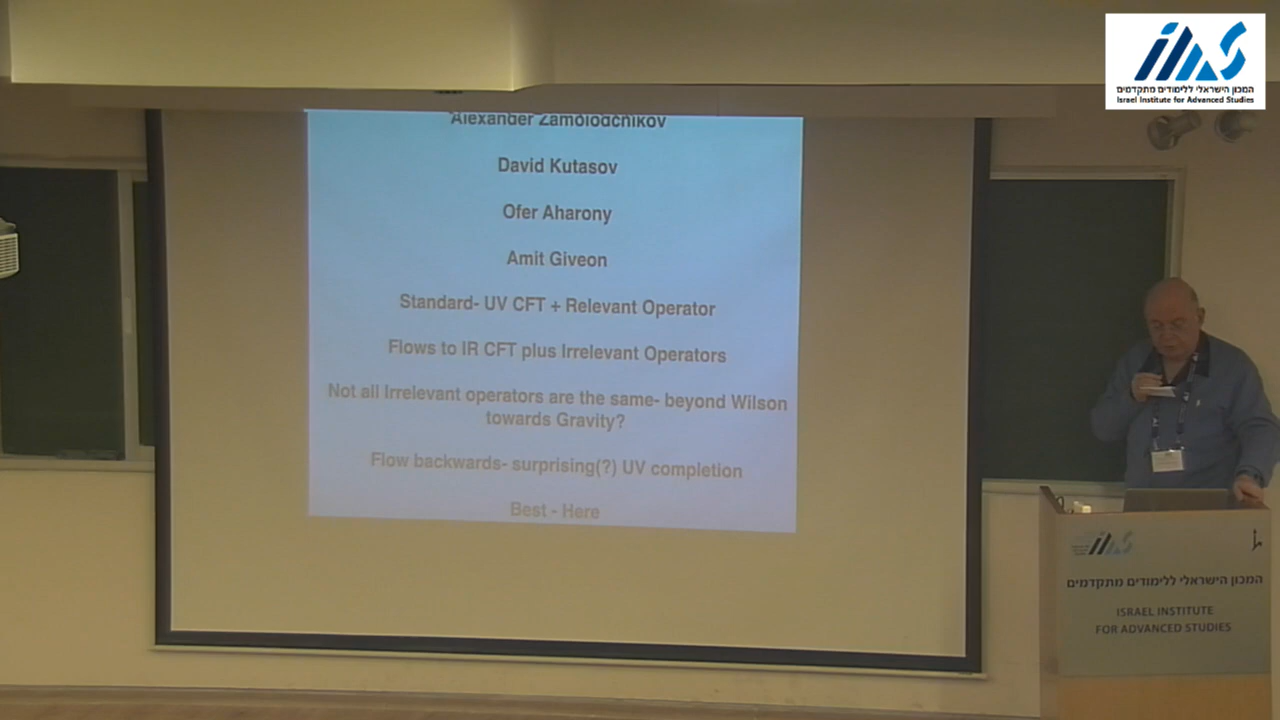 המכון הישראלי ללימודים מתקדמים
Israel Institute for Advanced Studies
Alexander Zamolodchikov
David Kutasov
Ofer Aharony
Amit Giveon
Standard- UV CFT + Relevant Operator
Flows to IR CFT plus Irrelevant Operators
Not all Irrelevant operators are the same- beyond Wilson
towards Gravity?
Flow backwards- surprising(?) UV completion
Best - Here
המכון הישראלי ללימודים מתקדמים
ISRAEL INSTITUTE
FOR ADVANCED STUDIES